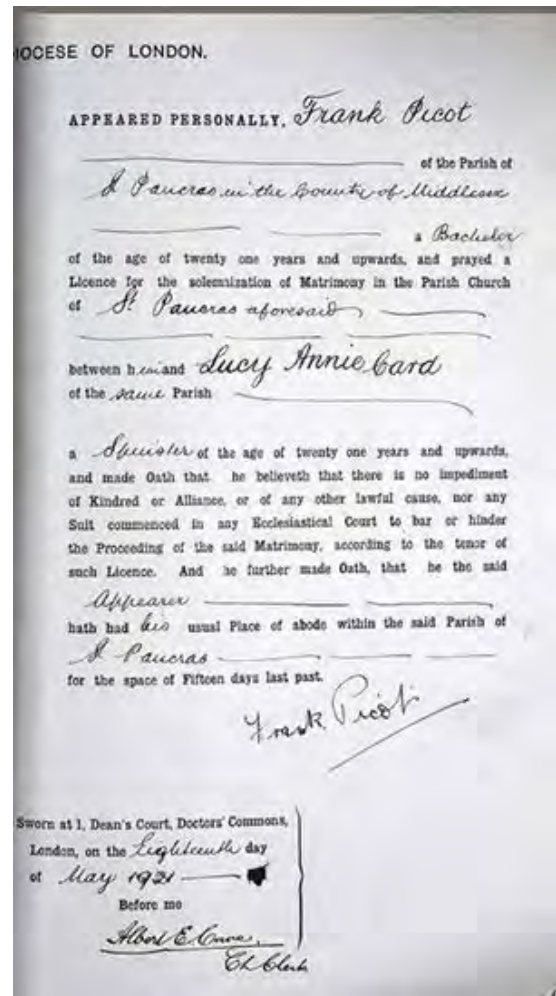 IOCESE OF LONDON.
APPEARED PERSONALLY, Frank Picot
of the Parish of
St Pancras in the County of Middlesex
a Bachelor
of the age of twenty one years and upwards, and prayed a
Licence for the solemnization of Matrimony in the Parish Church
of St Pancras aforesaid
between him and Lucy Annie Card
of the same Parish
a Spinster of the age of twenty one years and upwards,
and made Oath that he believeth that there is no impediment
of Kindred or Alliance, or of any other lawful cause, nor any
Suit commenced in any Ecclesiastical Court to bar or hinder
the Proceeding of the said Matrimony, according to the tenor of
such Licence. And he further made Oath, that he the said
Appearer
hath had his usual Place of abode within the said Parish of
St Pancras
for the space of Fifteen days last past.
Frank Picot
Sworn at 1, Dean's Court, Doctors' Commons,
London, on the Eighteenth day
of May 1921
Before me
Albert E.
Ch Clerk